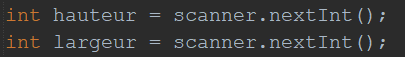 int hauteur = scanner.nextInt();
int largeur = scanner.nextInt();